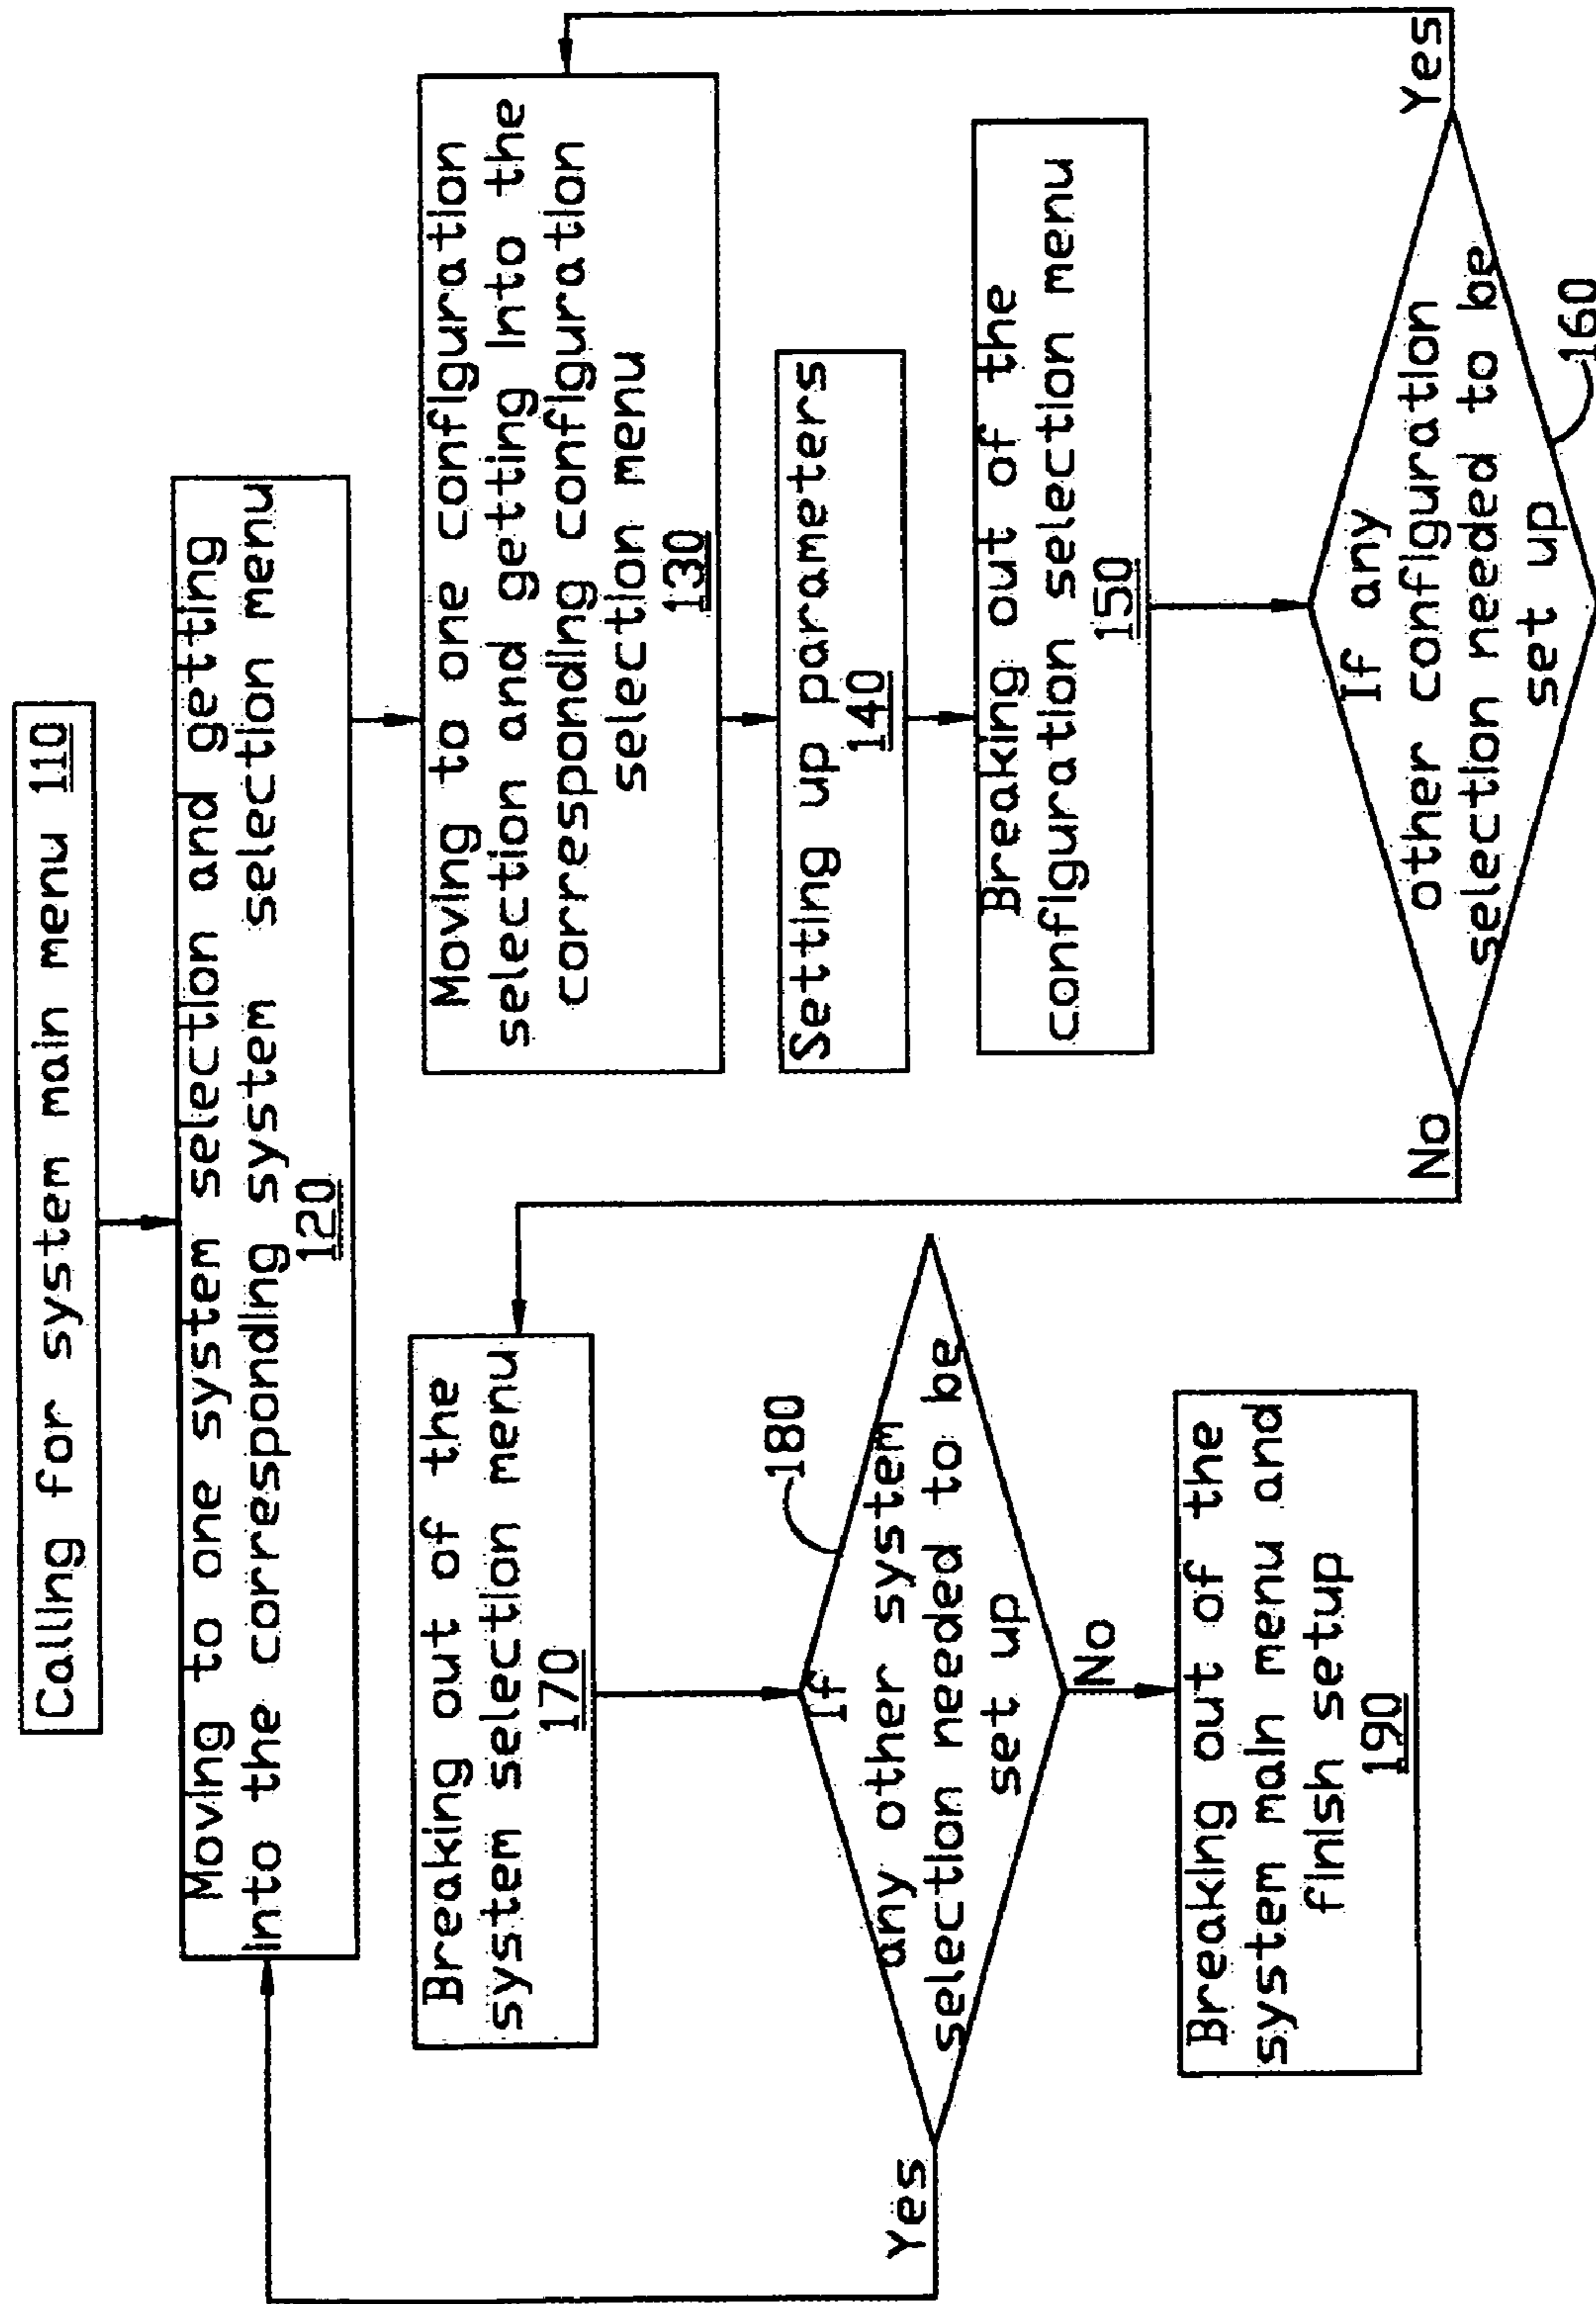 Calling for system main menu 110
Moving to one system selection and getting
into the corresponding system selection menu
120
Moving to one configuration
selection and getting into the
corresponding configuration
selection menu
130
Setting up parameters
140
Breaking out of the
configuration selection menu
150
If any
other configuration
selection needed to be
set up
160
Yes
No
Breaking out of the
system selection menu
170
If
any other system
selection needed to be
set up
180
Yes
No
Breaking out of the
system main menu and
finish setup
190